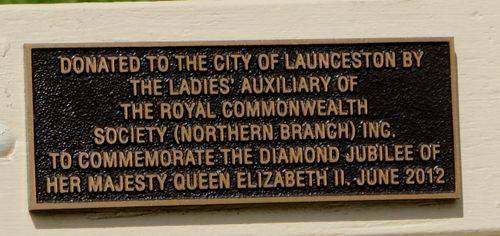 DONATED TO THE CITY OF LAUNCESTON BY
THE LADIES' AUXILIARY OF
THE ROYAL COMMONWEALTH
SOCIETY (NORTHERN BRANCH) INC.
TO COMMEMORATE THE DIAMOND JUBILEE OF
HER MAJESTY QUEEN ELIZABETH II. JUNE 2012